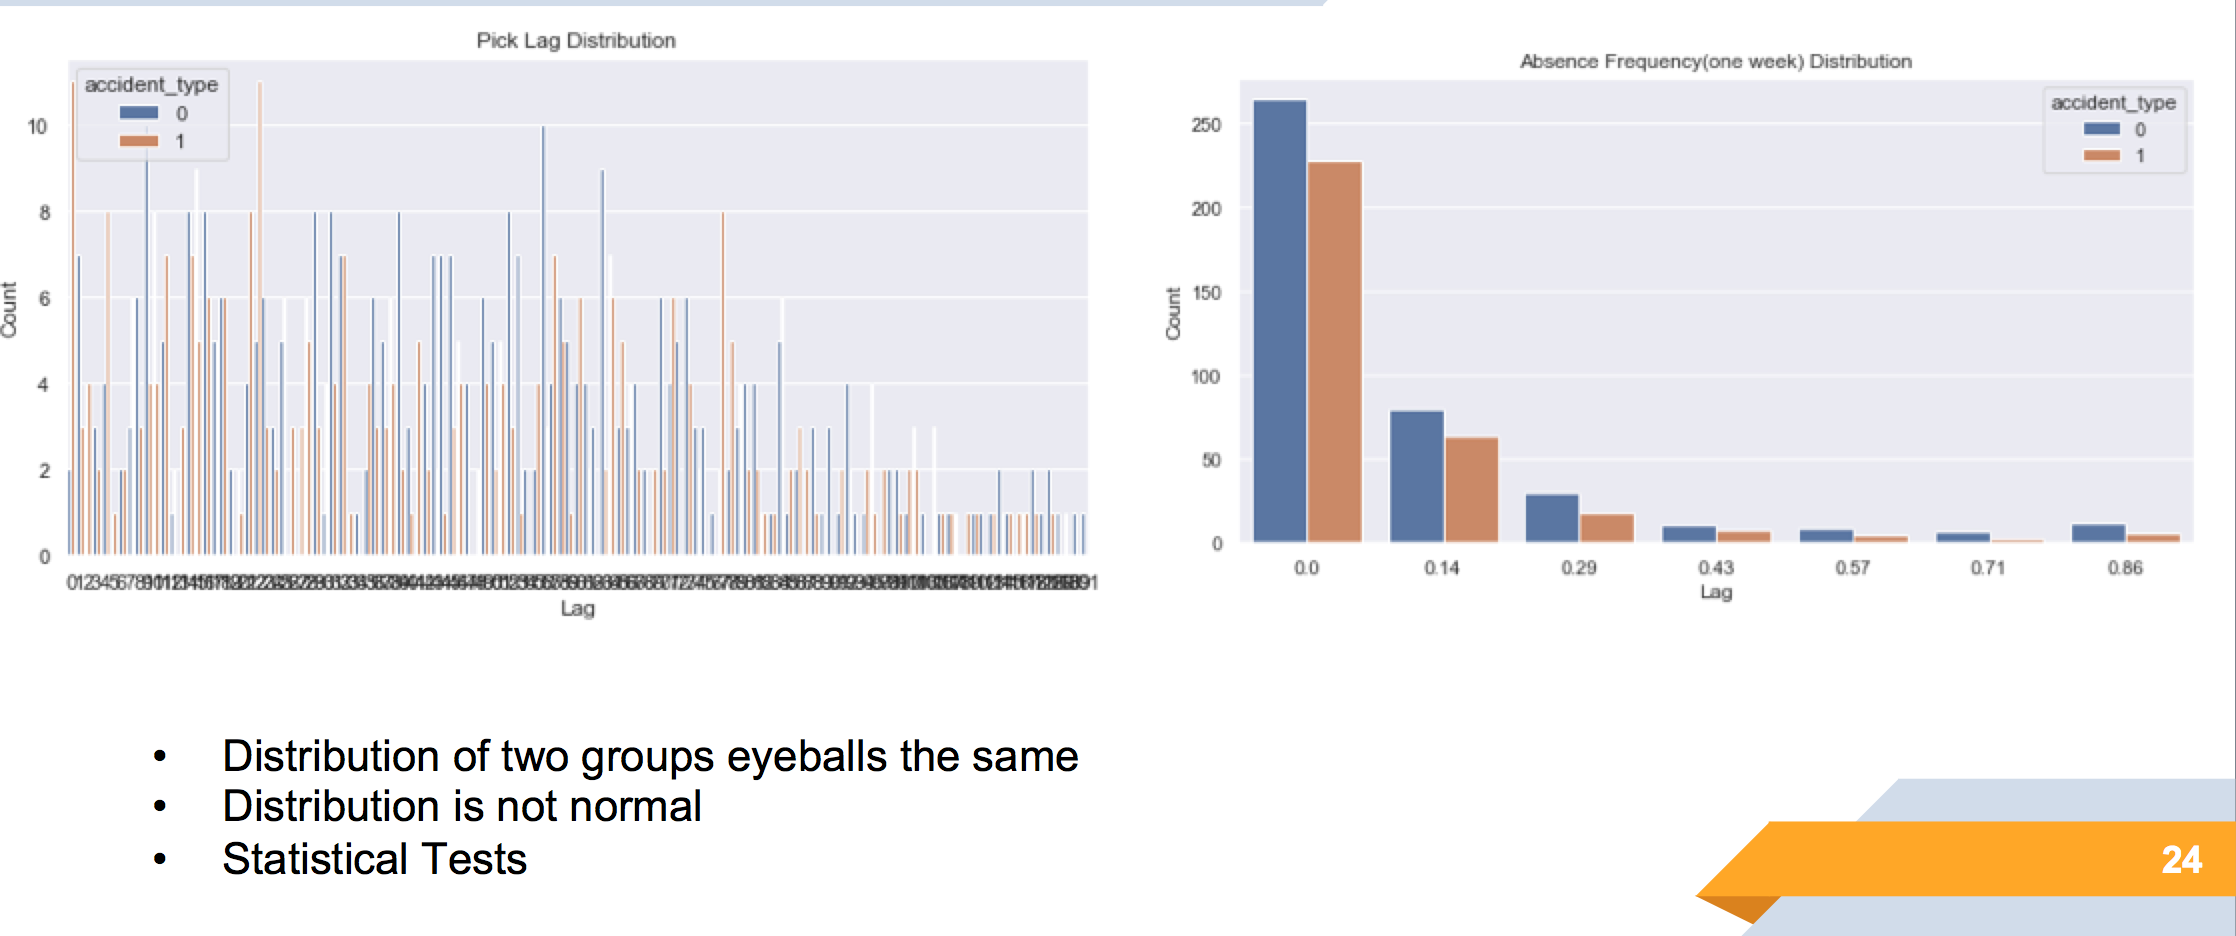 Pick Lag Distribution
accident_type
0
1
10
8
6
4
2
0
Count
Lag
Absence Frequency(one week) Distribution
accident_type
0
1
250
200
150
100
50
0
Count
0.0 0.14 0.29 0.43 0.57 0.71 0.86
Lag
• Distribution of two groups eyeballs the same
• Distribution is not normal
• Statistical Tests
24